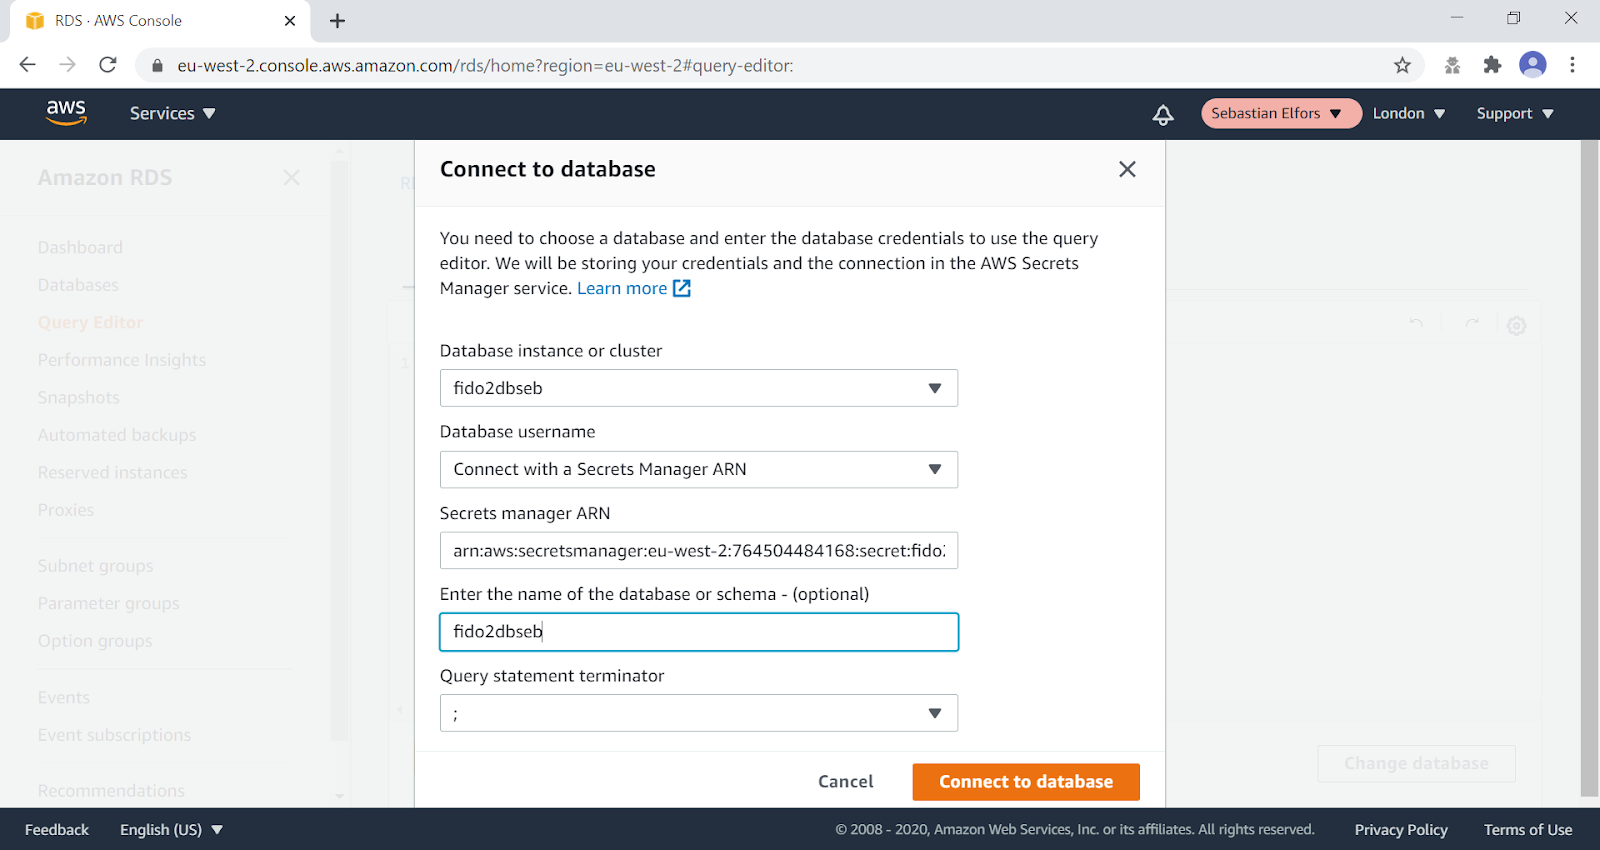 RDS · AWS Console
eu-west-2.console.aws.amazon.com/rds/home?region=eu-west-2#query-editor:
aws
Services
Sebastian Elfors
London
Support
Amazon RDS
Dashboard
Databases
Query Editor
Performance Insights
Snapshots
Automated backups
Reserved instances
Proxies
Subnet groups
Parameter groups
Option groups
Events
Event subscriptions
Recommendations
Connect to database
You need to choose a database and enter the database credentials to use the query
editor. We will be storing your credentials and the connection in the AWS Secrets
Manager service. Learn more
Database instance or cluster
fido2dbseb
Database username
Connect with a Secrets Manager ARN
Secrets manager ARN
arn:aws:secretsmanager:eu-west-2:764504484168:secret:fido2
Enter the name of the database or schema - (optional)
fido2dbseb
Query statement terminator
;
Cancel
Connect to database
1
Change database
Feedback
English (US)
© 2008 - 2020, Amazon Web Services, Inc. or its affiliates. All rights reserved.
Privacy Policy
Terms of Use